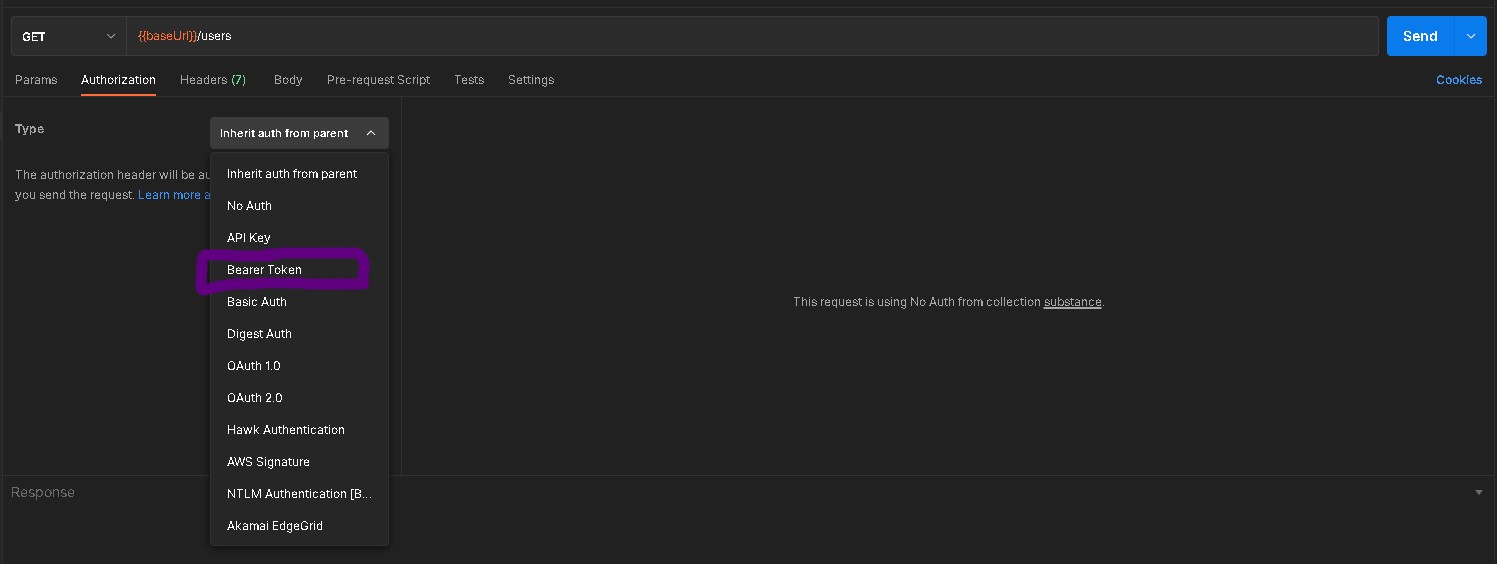 GET
{{baseUrl}}/users
Send
Params
Authorization
Headers (7)
Body
Pre-request Script
Tests
Settings
Cookies
Type
Inherit auth from parent
The authorization header will be au
you send the request. Learn more a
Inherit auth from parent
No Auth
API Key
Bearer Token
Basic Auth
Digest Auth
OAuth 1.0
OAuth 2.0
Hawk Authentication
AWS Signature
NTLM Authentication [B...
Akamai EdgeGrid
This request is using No Auth from collection substance.
Response